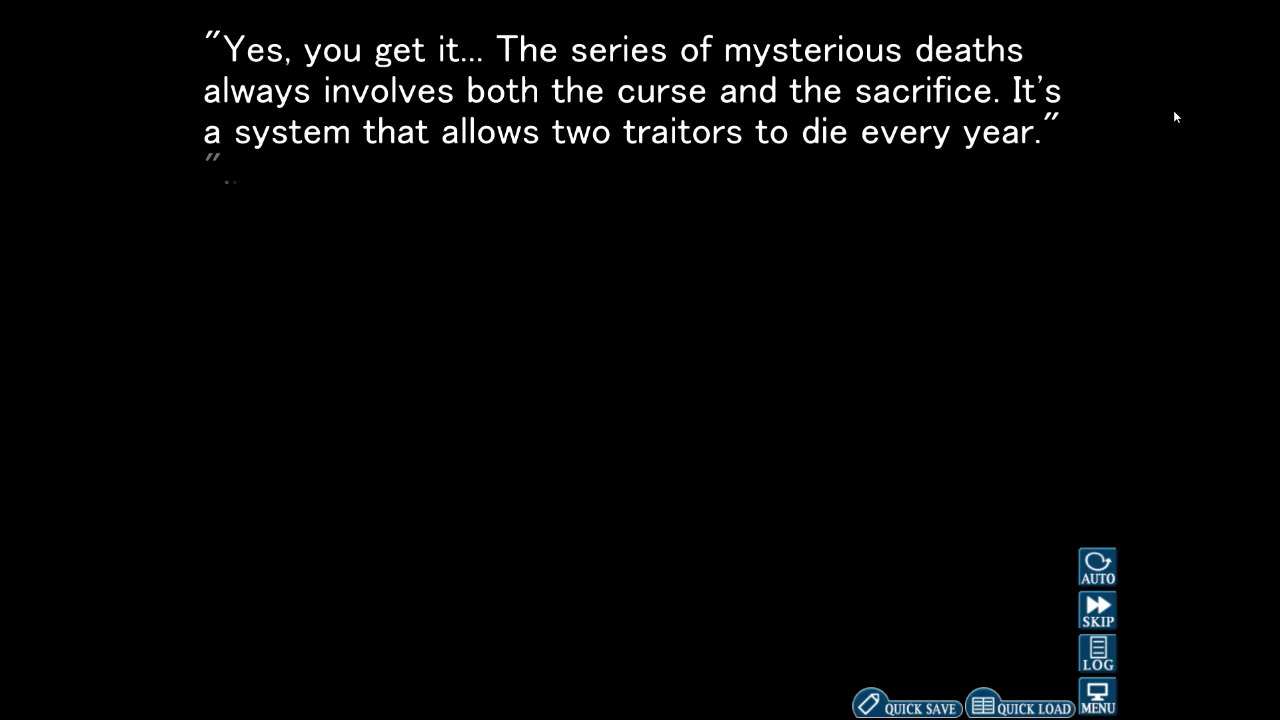 "Yes, you get it... The series of mysterious deaths
always involves both the curse and the sacrifice. It's
a system that allows two traitors to die every year."
"..
AUTO
SKIP
LOG
QUICK SAVE
QUICK LOAD
MENU